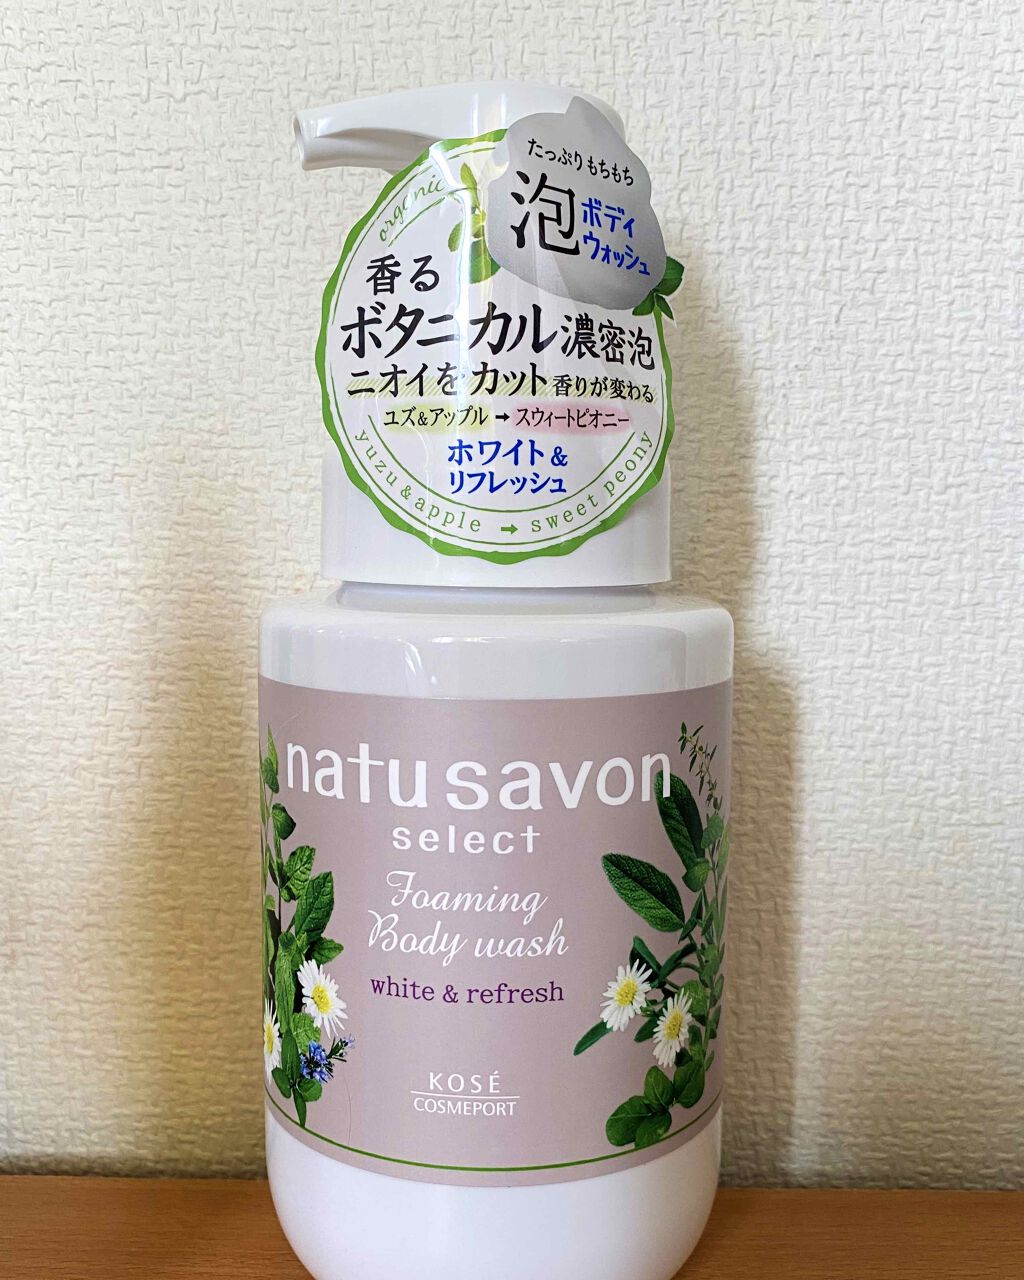 organic
たっぷりもちもち
泡ボディ
ウォッシュ
香る
ボタニカル濃密泡
ニオイをカット香りが変わる
ユズ&アップル➞スウィートピオニー
ホワイト&
リフレッシュ
yuzu & apple ➞ sweet peony
natu savon
select
Foaming
Body wash
white & refresh
KOSÉ
COSMEPORT